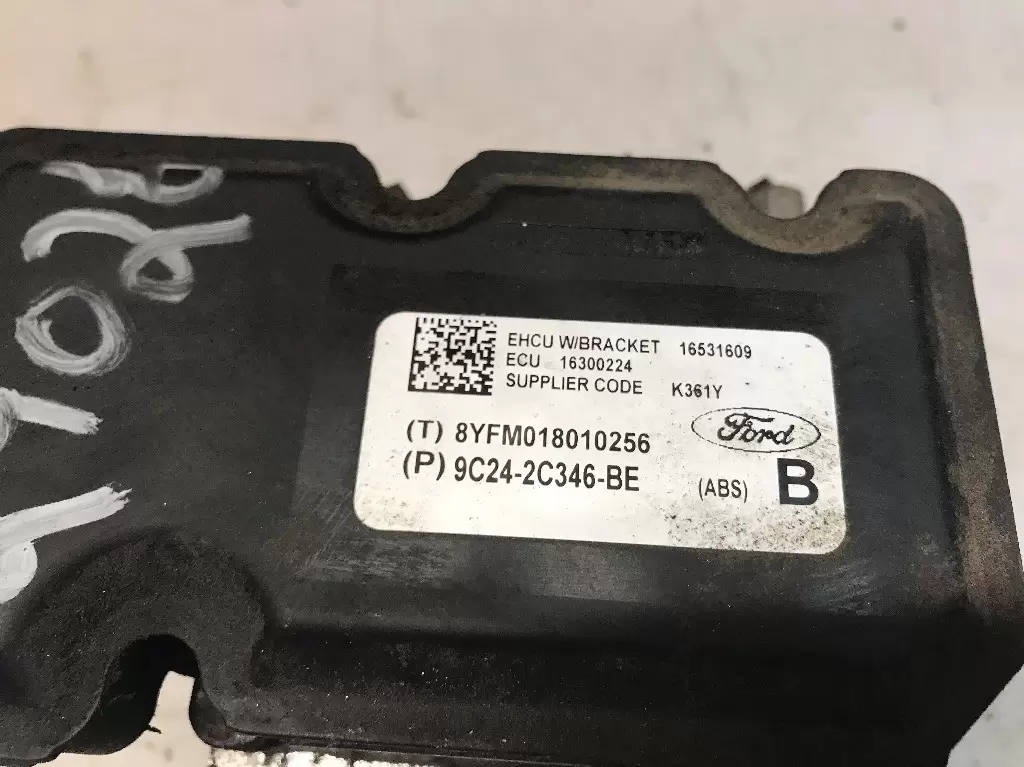 EHCU W/BRACKET 16531609
ECU 16300224
SUPPLIER CODE K361Y
(T) 8YFM018010256
Ford
(P) 9C24-2C346-BE
(ABS) B